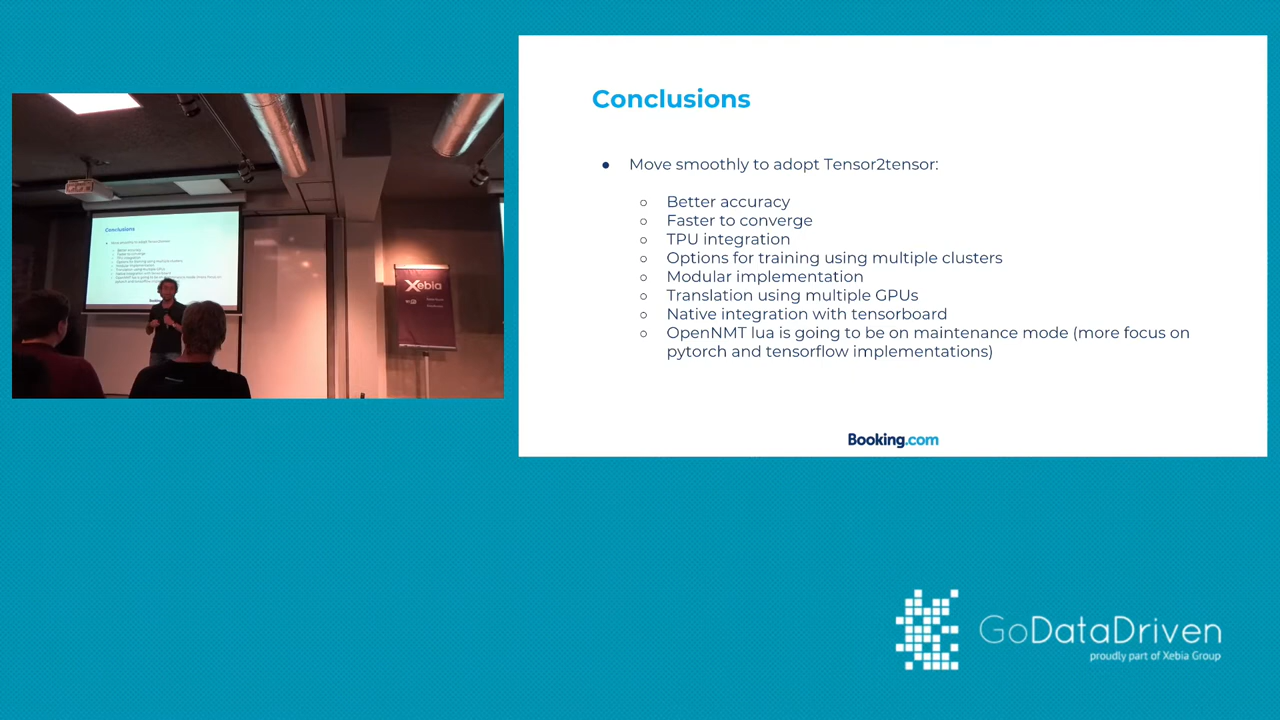 Conclusions
● Move smoothly to adopt Tensor2tensor:
○ Better accuracy
○ Faster to converge
○ TPU integration
○ Options for training using multiple clusters
○ Modular implementation
○ Translation using multiple GPUs
○ Native integration with tensorboard
○ OpenNMT lua is going to be on maintenance mode (more focus on
pytorch and tensorflow implementations)
Booking.com
Conclusions
Xebia
GoDataDriven
proudly part of Xebia Group